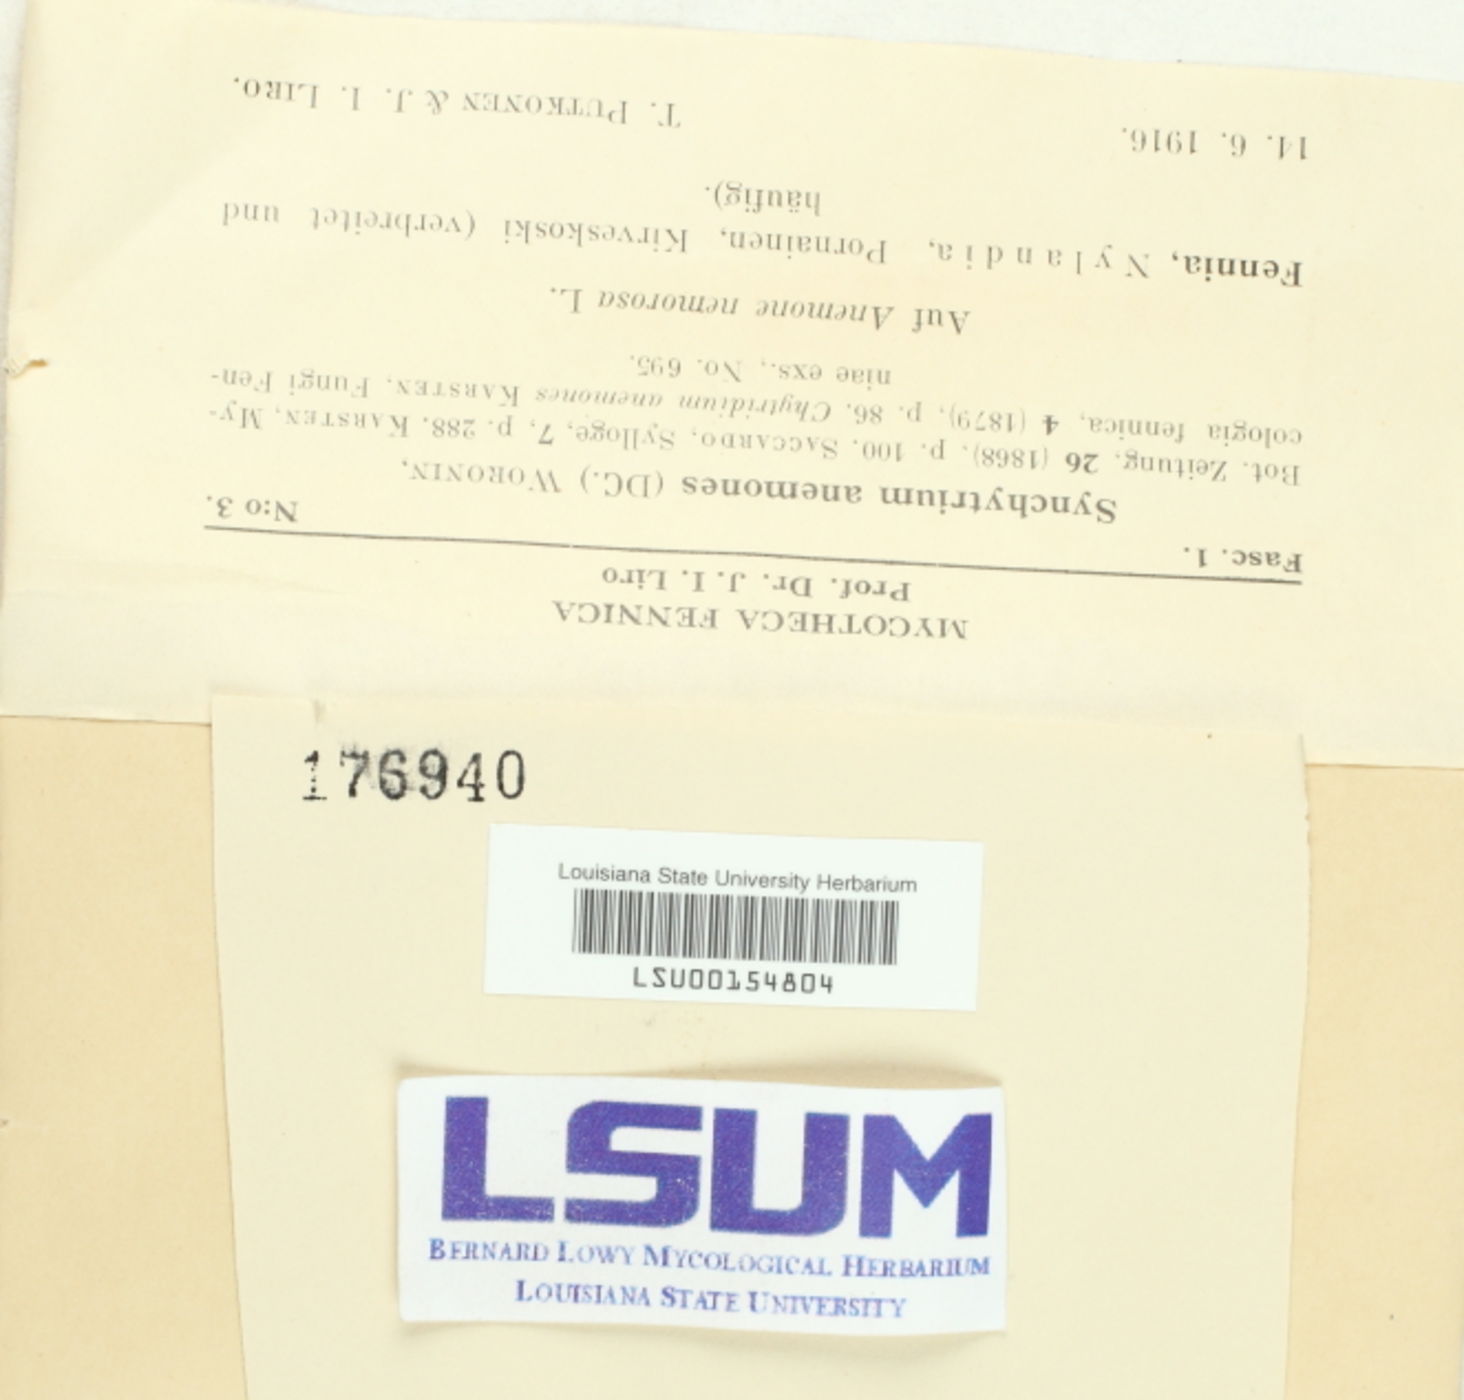 MYCOTHECA FENNICA
Prof. Dr. J. I. Liro
Fasc. 1. N:o 3.
Synchytrium anemones (DC.) WORONIN,
Bot. Zeitung, 26 (1868), p. 100. SACCARDO, Sylloge, 7, p. 288. KARSTEN, My-
cologia fennica, 4 (1879), p. 86. Chytridium anemones KARSTEN, Fungi Fen-
niae exs., No. 695.
Auf Anemone nemorosa L.
Fennia, Nylandia, Pornainen, Kirveskoski (verbreitet und
häufig).
14. 6. 1916. T. PUTKONEN & J. I. LIRO.
176940
Louisiana State University Herbarium
LSU00154804
LSUM
BERNARD LOWY MYCOLOGICAL HERBARIUM
LOUISIANA STATE UNIVERSITY